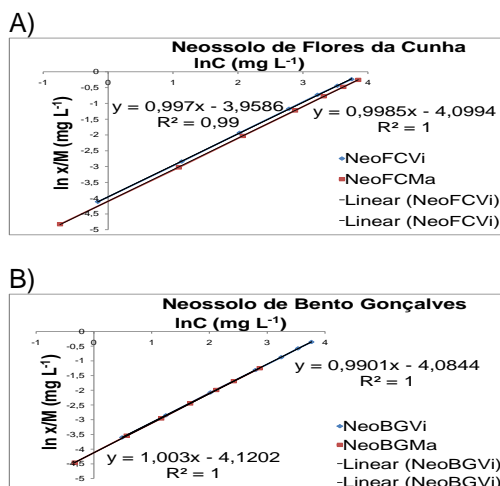 A)
Neossolo de Flores da Cunha
lnC (mg L-1)
-1 0 1 2 3 4
0
-0,5
-1
-1,5
-2
-2,5
-3
-3,5
-4
-4,5
-5
ln x/M (mg L-1)
y = 0,997x - 3,9586
R² = 0,99
y = 0,9985x - 4,0994
R² = 1
NeoFCVi
NeoFCMa
Linear (NeoFCVi)
Linear (NeoFCVi)
B)
Neossolo de Bento Gonçalves
lnC (mg L-1)
-1 0 1 2 3 4
0
-0,5
-1
-1,5
-2
-2,5
-3
-3,5
-4
-4,5
-5
ln x/M (mg L-1)
y = 0,9901x - 4,0844
R² = 1
y = 1,003x - 4,1202
R² = 1
NeoBGVi
NeoBGMa
Linear (NeoBGVi)
Linear (NeoBGVi)